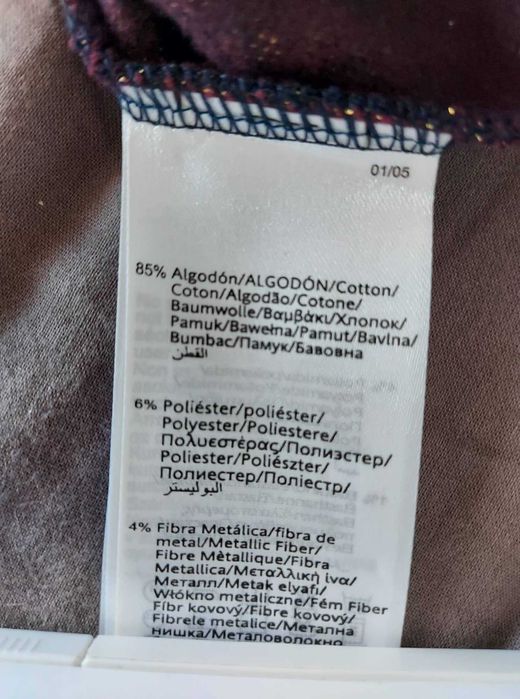 01/05
85% Algodón/ALGODÓN/Cotton/
Coton/Algodão/Cotone/
Baumwolle/Βαμβάκι/Хлопок/
Pamuk/Bawełna/Pamut/Bavlna/
Bumbac/Памук/Бавовна
القطن
6% Poliéster/poliéster/
Polyester/Poliestere/
Πολυεστέρας/Полиэстер/
Poliester/Poliészter/
Полиестер/Поліестр/
البوليستر
4% Fibra Metálica/fibra de
metal/Metallic Fiber/
Fibre Mètallique/Fibra
Metallica/Μεταλλική ίνα/
Металл/Metak elyafı/
Włókno metaliczne/Fém Fiber
Fíbr kovový/Fibre kovový/
Fibrele metalice/Метална
нишка/Металоволокно